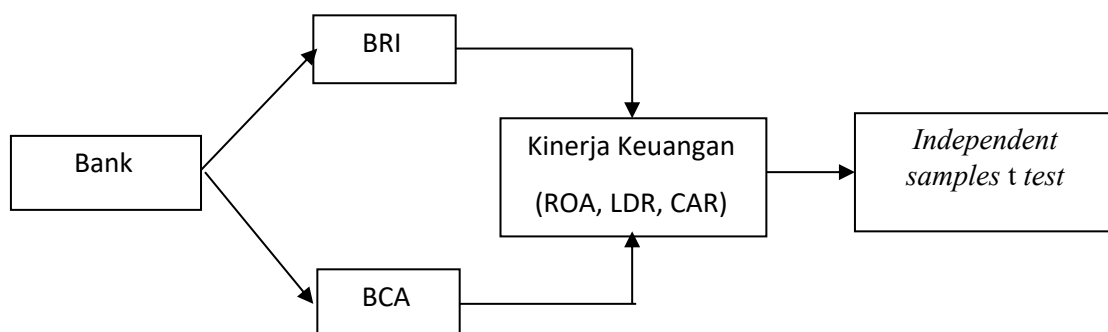 BRI
Bank
Kinerja Keuangan
(ROA, LDR, CAR)
Independent
samples t test
BCA